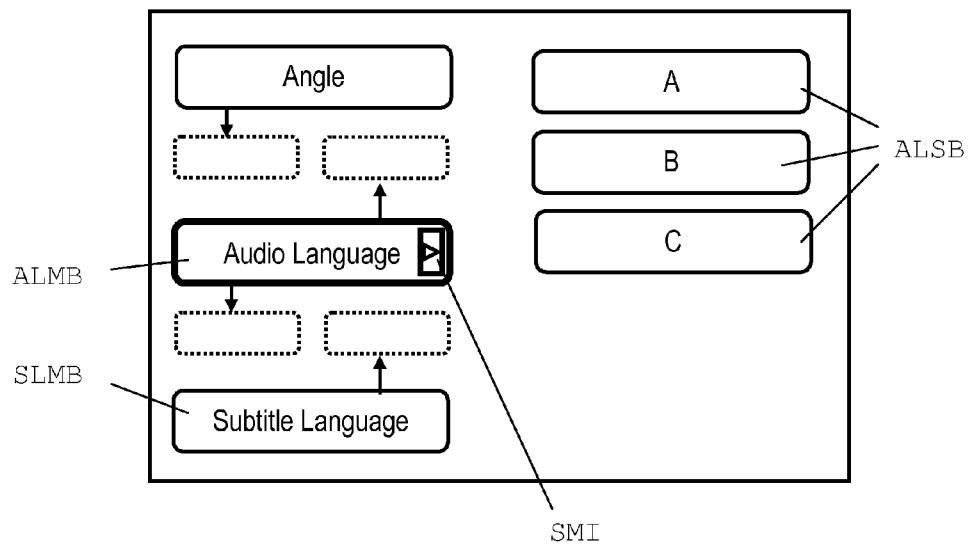 Angle
A
ALSB
B
Audio Language
C
ALMB
SLMB
Subtitle Language
SMI